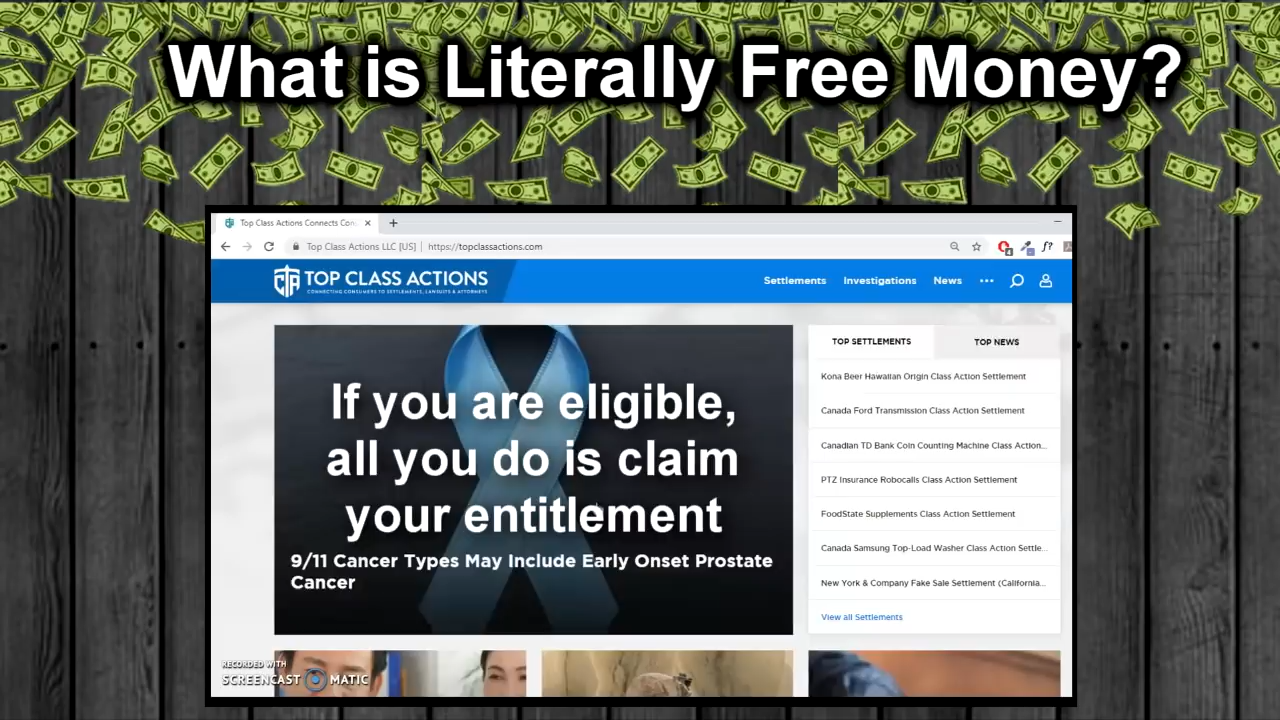 What is Literally Free Money?
Top Class Actions Connects Con
Top Class Actions LLC [US] | https://topclassactions.com
f?
TOP CLASS ACTIONS
CONNECTING CONSUMERS TO SETTLEMENTS, LAWSUITS & ATTORNEYS
Settlements Investigations News
TOP SETTLEMENTS TOP NEWS
Kona Beer Hawaiian Origin Class Action Settlement
Canada Ford Transmission Class Action Settlement
Canadian TD Bank Coin Counting Machine Class Action...
PTZ Insurance Robocalls Class Action Settlement
FoodState Supplements Class Action Settlement
Canada Samsung Top-Load Washer Class Action Settle...
New York & Company Fake Sale Settlement (California...
View all Settlements
If you are eligible,
all you do is claim
your entitlement
9/11 Cancer Types May Include Early Onset Prostate
Cancer
RECORDED WITH
SCREENCAST MATIC